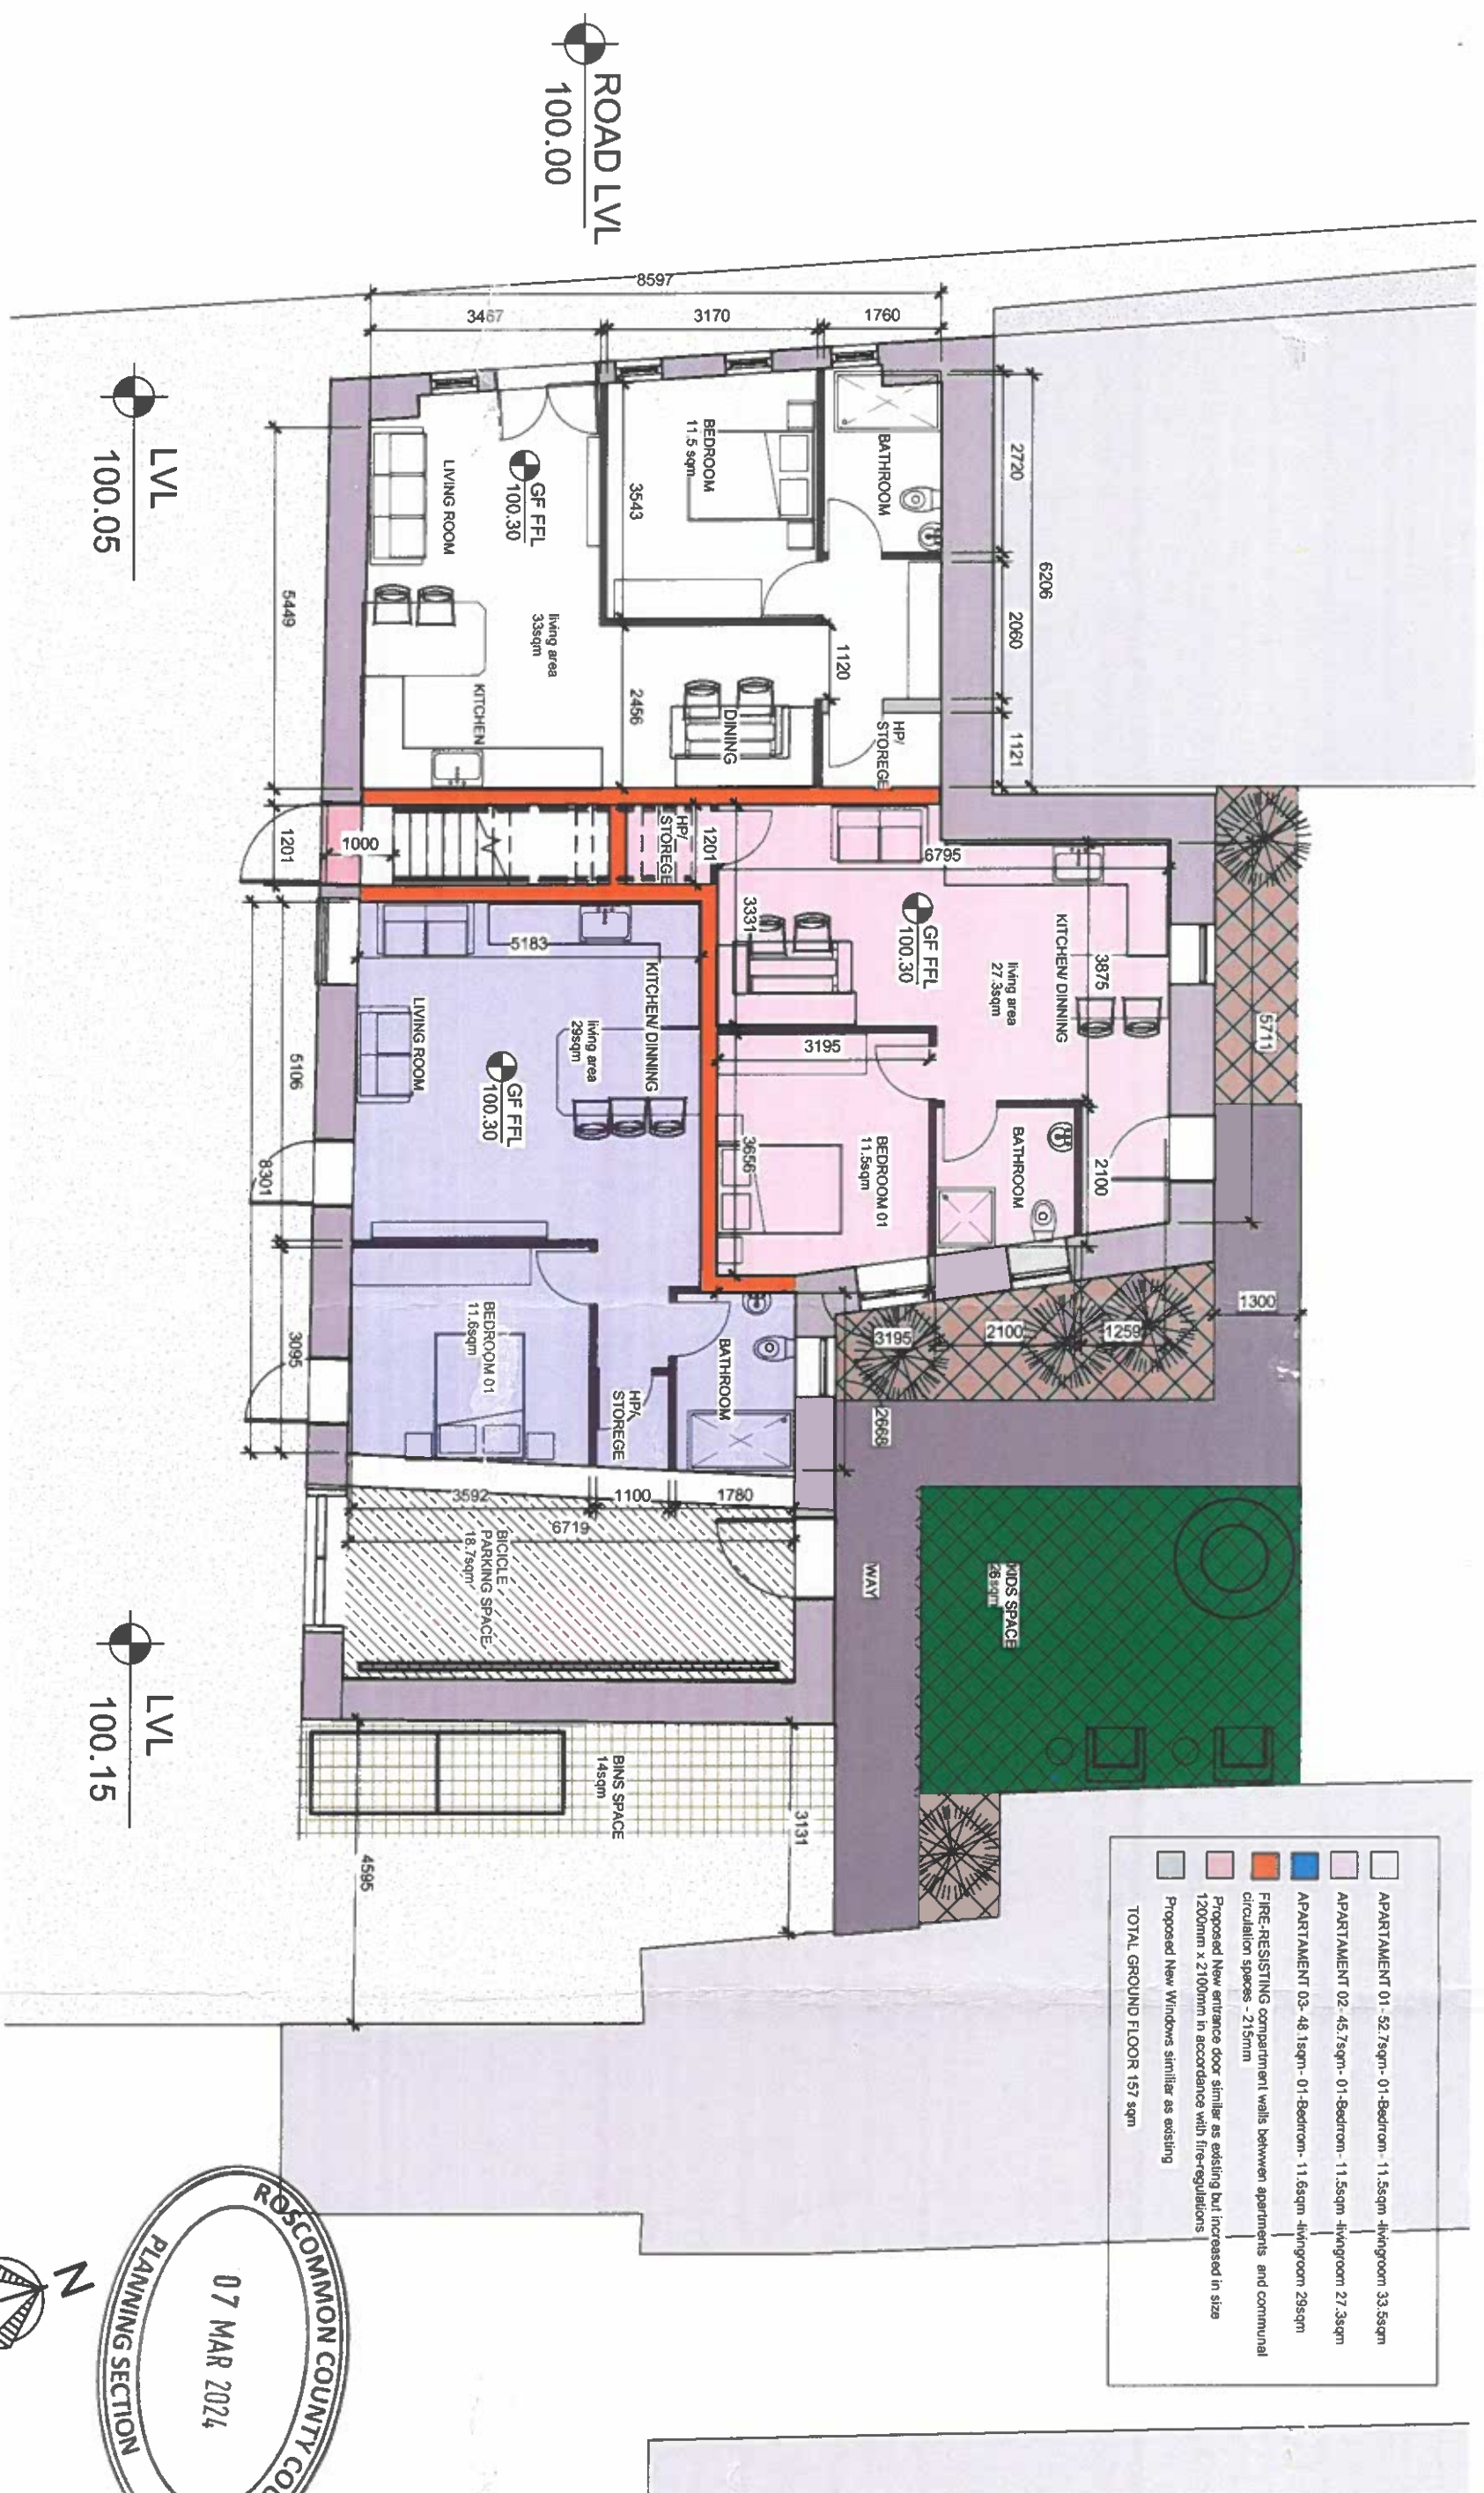 ROAD LVL
100.00
LVL
100.05
LVL
100.15
8597
3467
3170
1760
2720
2060
1121
6206
BATHROOM
BEDROOM
11.5 sqm
3543
GF FFL
100.30
LIVING ROOM
living area
33sqm
KITCHEN
2456
1120
DINING
HP/
STOREGE
5449
1201
1000
HP/
STOREGE
1201
6795
3331
GF FFL
100.30
living area
27.3sqm
KITCHEN/ DINNING
3875
5711
3195
BEDROOM 01
11.5sqm
3656
BATHROOM
2100
1300
5183
KITCHEN/ DINNING
living area
29sqm
LIVING ROOM
GF FFL
100.30
5106
8301
3095
BEDROOM 01
11.6sqm
BATHROOM
HP/
STOREGE
3195
2100
1259
2668
3592
1100
1780
6719
BICICLE
PARKING SPACE
18.7sqm
WAY
KIDS SPACE
26sqm
BINS SPACE
14sqm
3131
4595
APARTAMENT 01 - 52.7sqm- 01-Bedrrom- 11.5sqm -livingroom 33.5sqm
APARTAMENT 02- 45.7sqm- 01-Bedrrom- 11.5sqm -livingroom 27.3sqm
APARTAMENT 03- 48.1sqm- 01-Bedrrom- 11.6sqm -livingroom 29sqm
FIRE-RESISTING compartment walls betwwen apartments and communal
circulation spaces - 215mm
Proposed New entrance door similar as existing but increased in size
1200mm x 2100mm in accordance with fire-regulations
Proposed New Windows similiar as existing
TOTAL GROUND FLOOR 157 sqm
N
ROSCOMMON COUNTY COU
07 MAR 2024
PLANNING SECTION